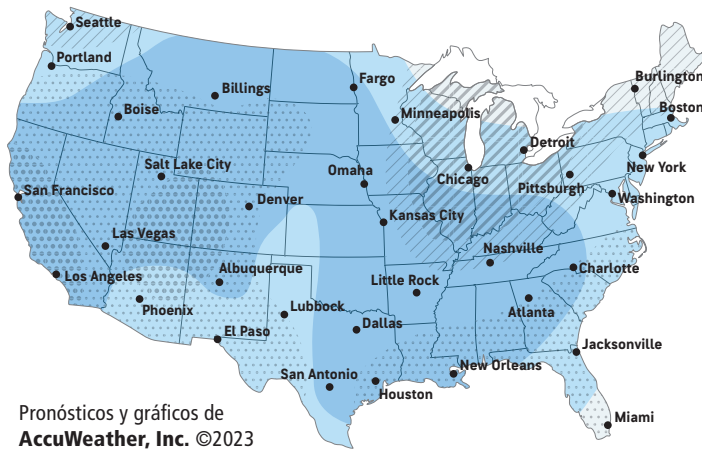 Seattle
Portland
Fargo
Burlington
Billings
Boise
Minneapolis
Boston
Detroit
Salt Lake City
Omaha
New York
Chicago
Pittsburgh
San Francisco
Denver
Washington
Kansas City
Las Vegas
Nashville
Los Angeles
Albuquerque
Charlotte
Little Rock
Phoenix
Lubbock
Atlanta
El Paso
Dallas
Jacksonville
San Antonio
New Orleans
Houston
Miami
Pronósticos y gráficos de
AccuWeather, Inc. ©2023